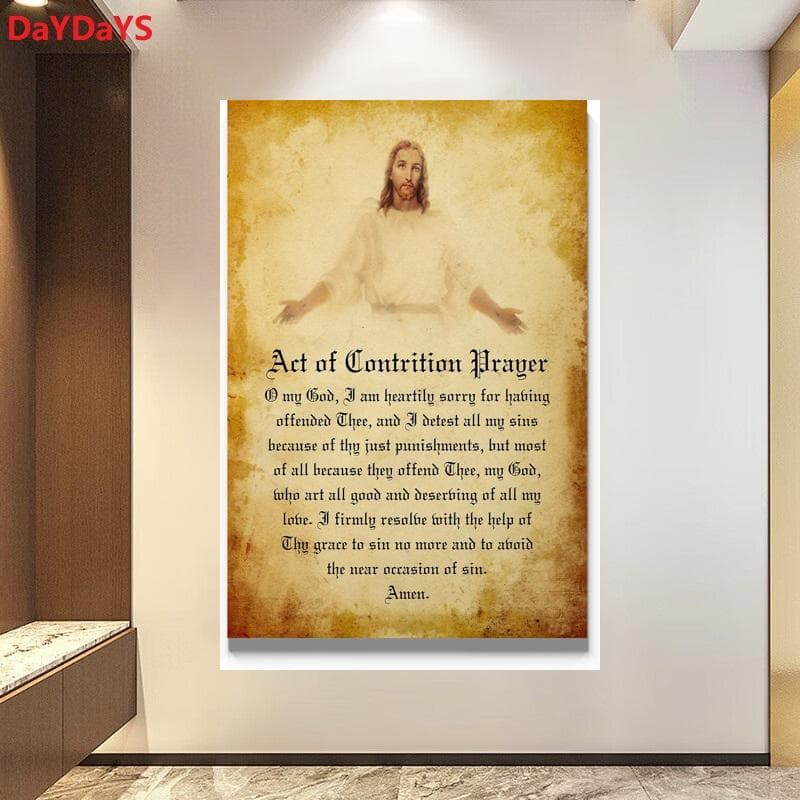 DaYDaYS
Act of Contrition Prayer
O my God, I am heartily sorry for having
offended Thee, and I detest all my sins
because of thy just punishments, but most
of all because they offend Thee, my God,
who art all good and deserving of all my
love. I firmly resolve with the help of
Thy grace to sin no more and to avoid
the near occasion of sin.
Amen.